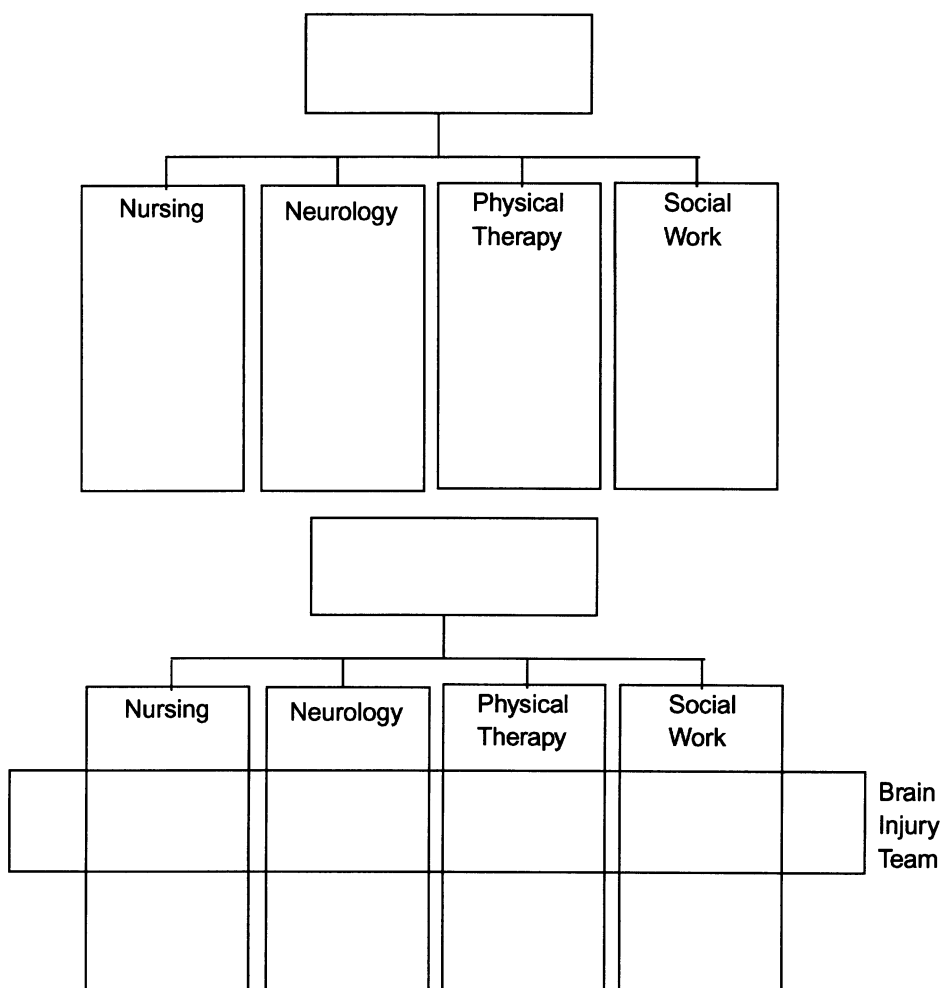 Nursing
Neurology
Physical
Therapy
Social
Work
Nursing
Neurology
Physical
Therapy
Social
Work
Brain
Injury
Team